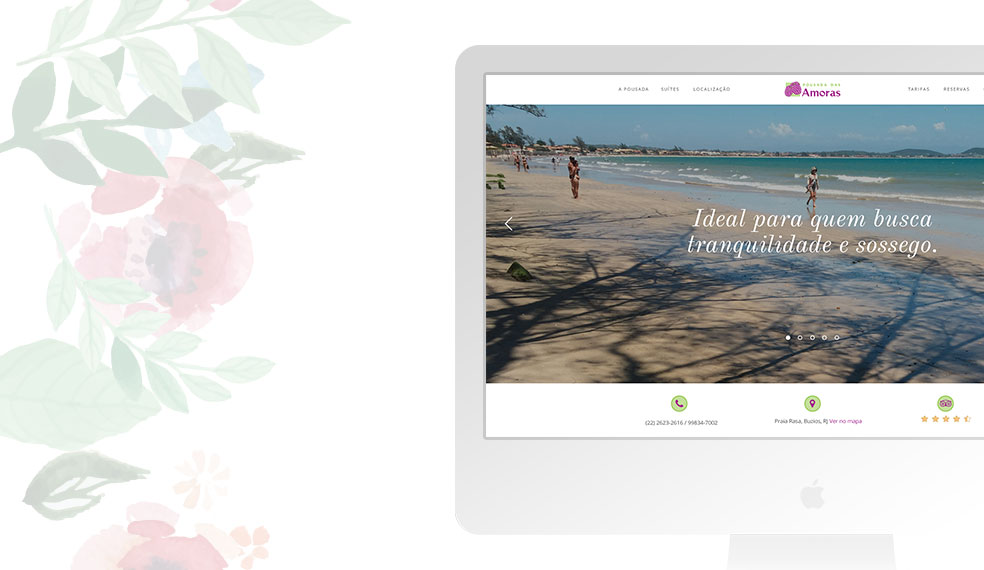 A POUSADA SUÍTES LOCALIZAÇÃO
POUSADA DAS
Amoras
TARIFAS RESERVAS
Ideal para quem busca
tranquilidade e sossego.
(22) 2623-2616 / 99834-7002
Praia Rasa, Buzios, RJ Ver no mapa